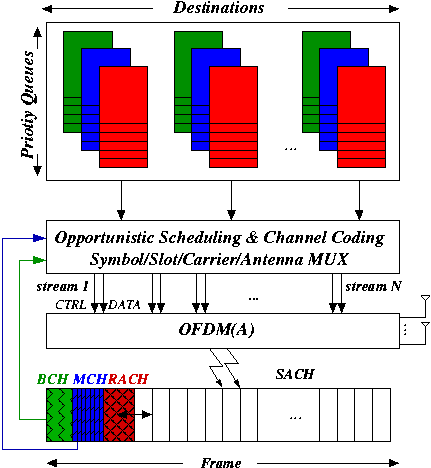 Destinations
Priotiy Queues
...
Opportunistic Scheduling & Channel Coding
Symbol/Slot/Carrier/Antenna MUX
stream 1
stream N
CTRL
DATA
...
OFDM(A)
...
BCH
MCH
RACH
SACH
...
Frame